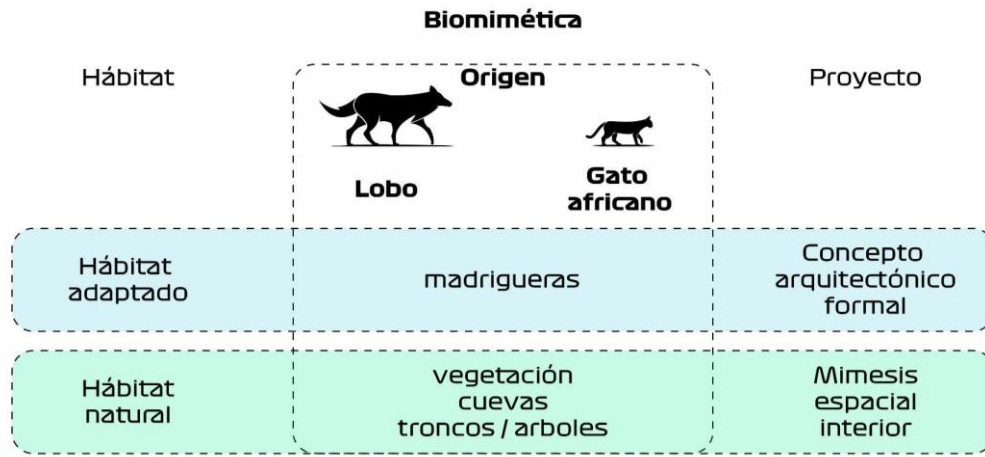 Biomimética
Hábitat
Origen
Proyecto
Lobo
Gato
africano
Hábitat
adaptado
madrigueras
Concepto
arquitectónico
formal
Hábitat
natural
vegetación
cuevas
troncos / arboles
Mimesis
espacial
interior